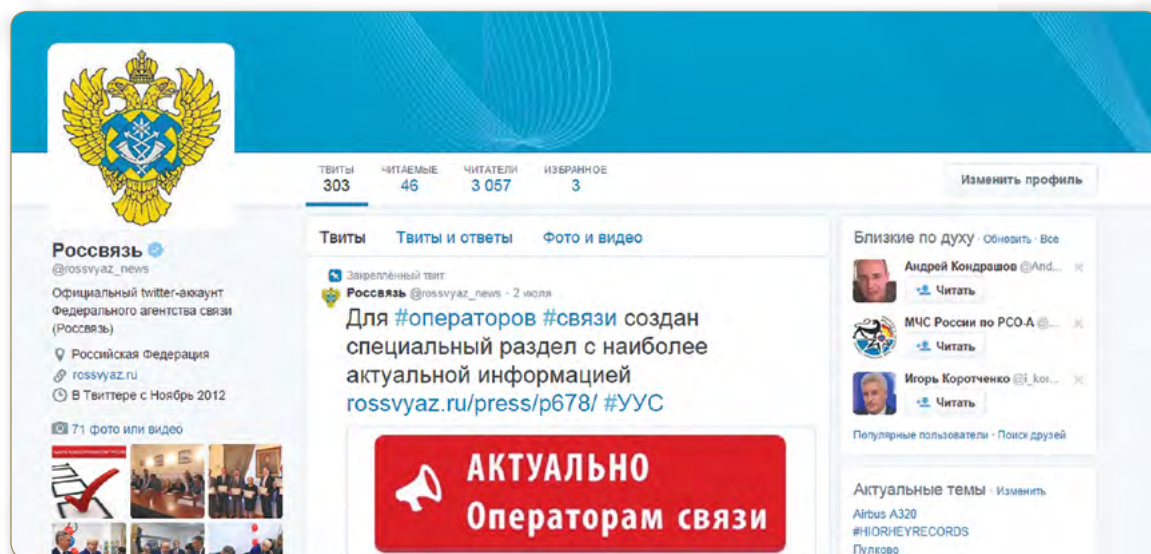 ТВИТЫ ЧИТАЕМЫЕ ЧИТАТЕЛИ ИЗБРАННОЕ
303 46 3 057 3
Изменить профиль
Россвязь
@rossvyaz_news
Официальный twitter-аккаунт
Федерального агентства связи
(Россвязь)
Российская Федерация
rossvyaz.ru
В Твиттере с Ноябрь 2012
71 фото или видео
Твиты Твиты и ответы Фото и видео
Закреплённый твит
Россвязь @rossvyaz_news · 2 июля
Для #операторов #связи создан
специальный раздел с наиболее
актуальной информацией
rossvyaz.ru/press/p678/ #УУС
АКТУАЛЬНО
Операторам связи
Близкие по духу · Обновить · Все
Андрей Кондрашов @And...
Читать
МЧС России по РСО-А @...
Читать
Игорь Коротченко @i_kor...
Читать
Популярные пользователи · Поиск друзей
Актуальные темы · Изменить
Airbus A320
#HIORHEYRECORDS
Пулково